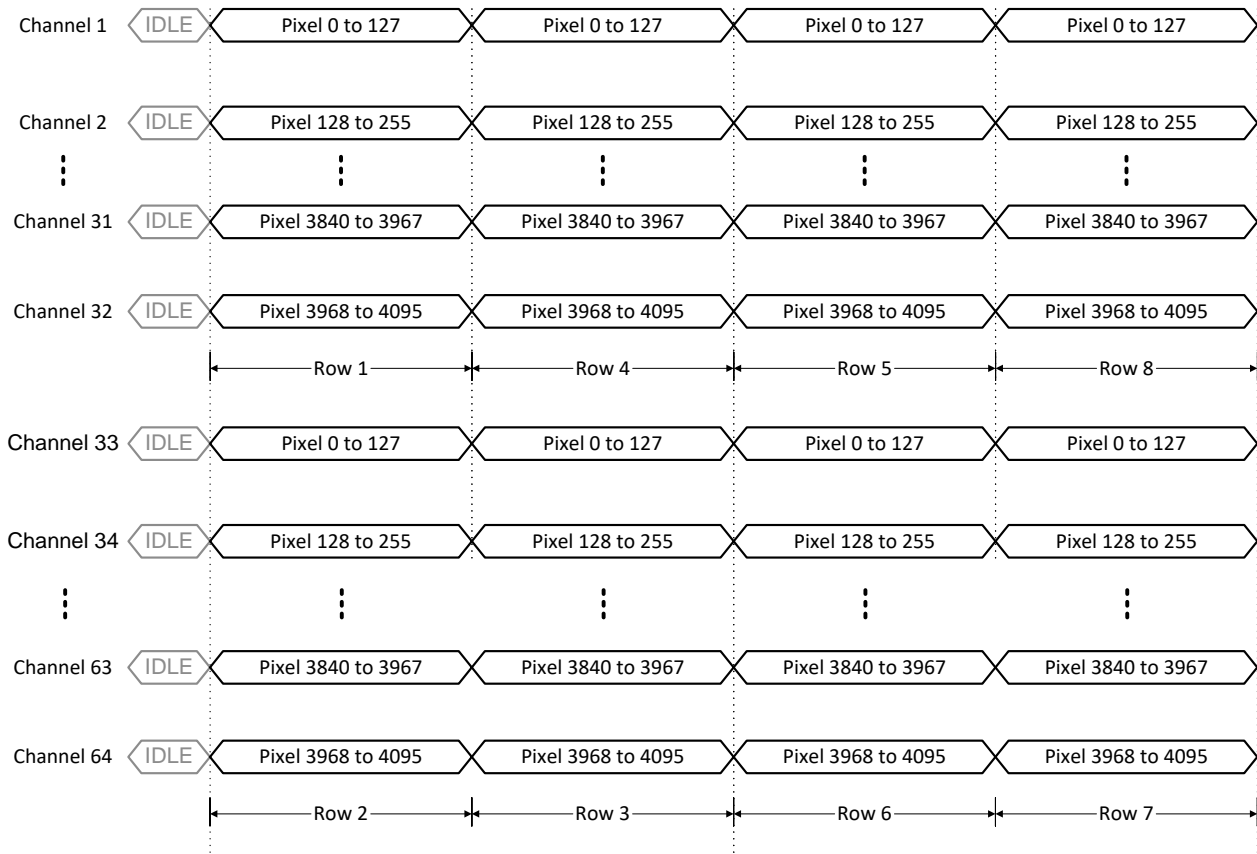 Channel 1 IDLE Pixel 0 to 127 Pixel 0 to 127 Pixel 0 to 127 Pixel 0 to 127
Channel 2 IDLE Pixel 128 to 255 Pixel 128 to 255 Pixel 128 to 255 Pixel 128 to 255
Channel 31 IDLE Pixel 3840 to 3967 Pixel 3840 to 3967 Pixel 3840 to 3967 Pixel 3840 to 3967
Channel 32 IDLE Pixel 3968 to 4095 Pixel 3968 to 4095 Pixel 3968 to 4095 Pixel 3968 to 4095
Row 1 Row 4 Row 5 Row 8
Channel 33 IDLE Pixel 0 to 127 Pixel 0 to 127 Pixel 0 to 127 Pixel 0 to 127
Channel 34 IDLE Pixel 128 to 255 Pixel 128 to 255 Pixel 128 to 255 Pixel 128 to 255
Channel 63 IDLE Pixel 3840 to 3967 Pixel 3840 to 3967 Pixel 3840 to 3967 Pixel 3840 to 3967
Channel 64 IDLE Pixel 3968 to 4095 Pixel 3968 to 4095 Pixel 3968 to 4095 Pixel 3968 to 4095
Row 2 Row 3 Row 6 Row 7